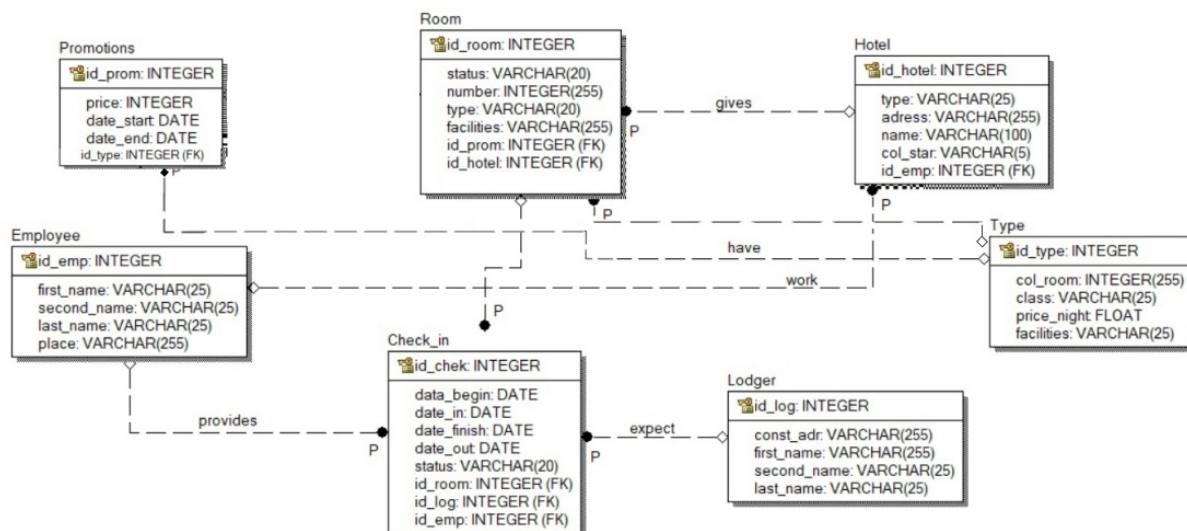 Room
id_room: INTEGER
status: VARCHAR(20)
number: INTEGER(255)
type: VARCHAR(20)
facilities: VARCHAR(255)
id_prom: INTEGER (FK)
id_hotel: INTEGER (FK)
Promotions
id_prom: INTEGER
price: INTEGER
date_start: DATE
date_end: DATE
id_type: INTEGER (FK)
P
gives
P
Hotel
id_hotel: INTEGER
type: VARCHAR(25)
adress: VARCHAR(255)
name: VARCHAR(100)
col_star: VARCHAR(5)
id_emp: INTEGER (FK)
P
P
have
work
Type
id_type: INTEGER
col_room: INTEGER(255)
class: VARCHAR(25)
price_night: FLOAT
facilities: VARCHAR(25)
Employee
id_emp: INTEGER
first_name: VARCHAR(25)
second_name: VARCHAR(25)
last_name: VARCHAR(25)
place: VARCHAR(255)
P
provides
P
Check_in
id_chek: INTEGER
data_begin: DATE
date_in: DATE
date_finish: DATE
date_out: DATE
status: VARCHAR(20)
id_room: INTEGER (FK)
id_log: INTEGER (FK)
id_emp: INTEGER (FK)
expect
P
Lodger
id_log: INTEGER
const_adr: VARCHAR(255)
first_name: VARCHAR(255)
second_name: VARCHAR(25)
last_name: VARCHAR(25)